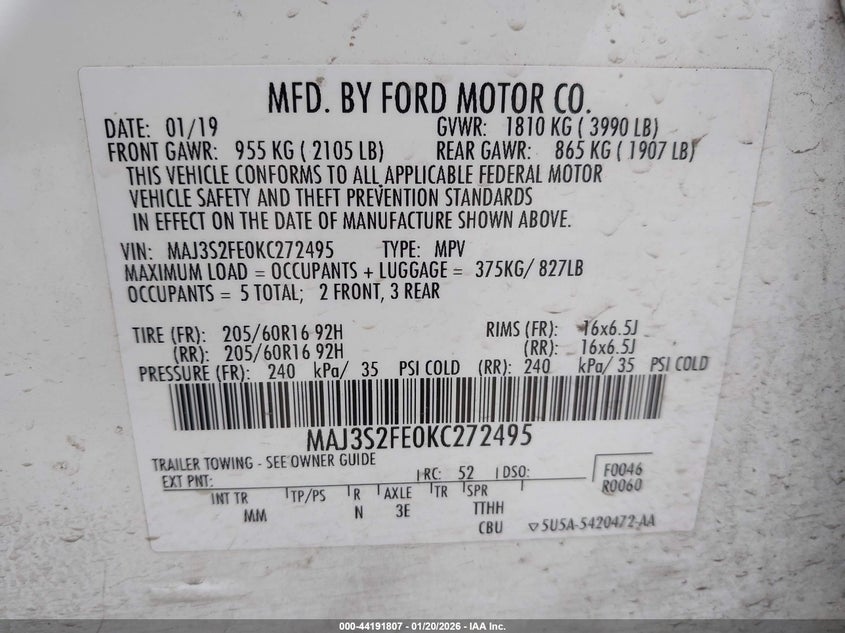 MFD. BY FORD MOTOR CO.
DATE: 01/19 GVWR: 1810 KG ( 3990 LB)
FRONT GAWR: 955 KG ( 2105 LB) REAR GAWR: 865 KG ( 1907 LB)
THIS VEHICLE CONFORMS TO ALL APPLICABLE FEDERAL MOTOR
VEHICLE SAFETY AND THEFT PREVENTION STANDARDS
IN EFFECT ON THE DATE OF MANUFACTURE SHOWN ABOVE.
VIN: MAJ3S2FE0KC272495 TYPE: MPV
MAXIMUM LOAD = OCCUPANTS + LUGGAGE = 375KG/ 827LB
OCCUPANTS = 5 TOTAL; 2 FRONT, 3 REAR
TIRE (FR): 205/60R16 92H RIMS (FR): 16x6.5J
(RR): 205/60R16 92H (RR): 16x6.5J
PRESSURE (FR): 240 kPa/ 35 PSI COLD (RR): 240 kPa/ 35 PSI COLD
MAJ3S2FE0KC272495
TRAILER TOWING - SEE OWNER GUIDE
EXT PNT: RC: 52 DSO: F0046
R0060
INT TR TP/PS R AXLE TR SPR
MM N 3E TTHH
CBU 5U5A-5420472-AA
000-44191807 - 01/20/2026 - IAA Inc.